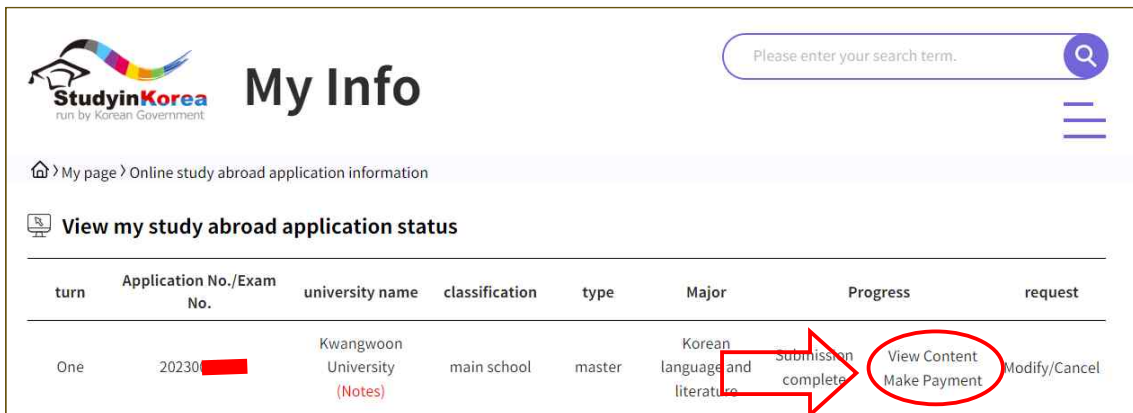 Please enter your search term.
StudyinKorea
run by Korean Government
My Info
My page 〉 Online study abroad application information
View my study abroad application status
turn
Application No./Exam
No.
university name
classification
type
Major
Progress
request
One
20230
Kwangwoon
University
(Notes)
main school
master
Korean
language and
literature
Submission
complete
View Content
Make Payment
Modify/Cancel